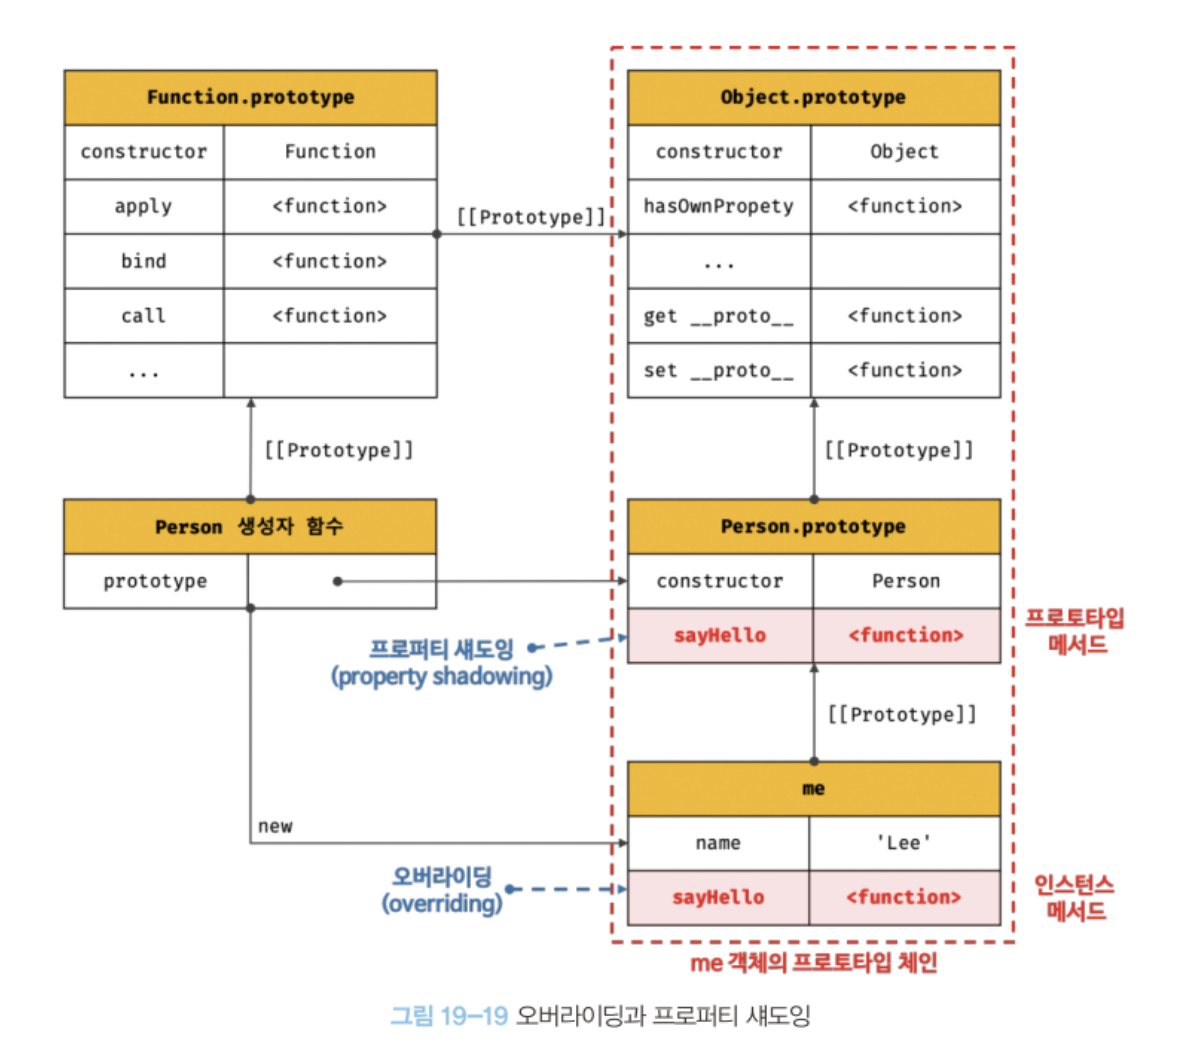 Function.prototype
constructor Function
apply <function>
bind <function>
call <function>
...
[[Prototype]]
Object.prototype
constructor Object
hasOwnPropety <function>
...
get __proto__ <function>
set __proto__ <function>
[[Prototype]]
[[Prototype]]
Person 생성자 함수
prototype
Person.prototype
constructor Person
sayHello <function>
프로토타입
메서드
프로퍼티 섀도잉
(property shadowing)
[[Prototype]]
me
name 'Lee'
sayHello <function>
new
오버라이딩
(overriding)
인스턴스
메서드
me 객체의 프로토타입 체인
그림 19-19 오버라이딩과 프로퍼티 섀도잉